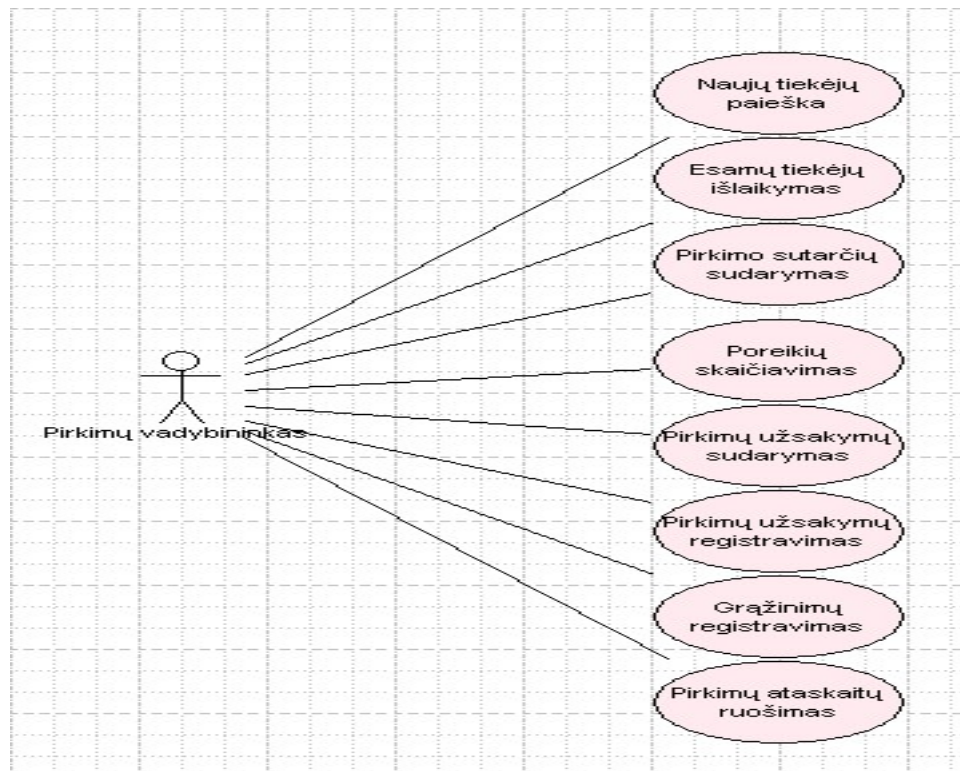 Naujų tiekėjų
paieška
Esamų tiekėjų
išlaikymas
Pirkimo sutarčių
sudarymas
Poreikių
skaičiavimas
Pirkimų vadybininkas
Pirkimų užsakymų
sudarymas
Pirkimų užsakymų
registravimas
Grąžinimų
registravimas
Pirkimų ataskaitų
ruošimas